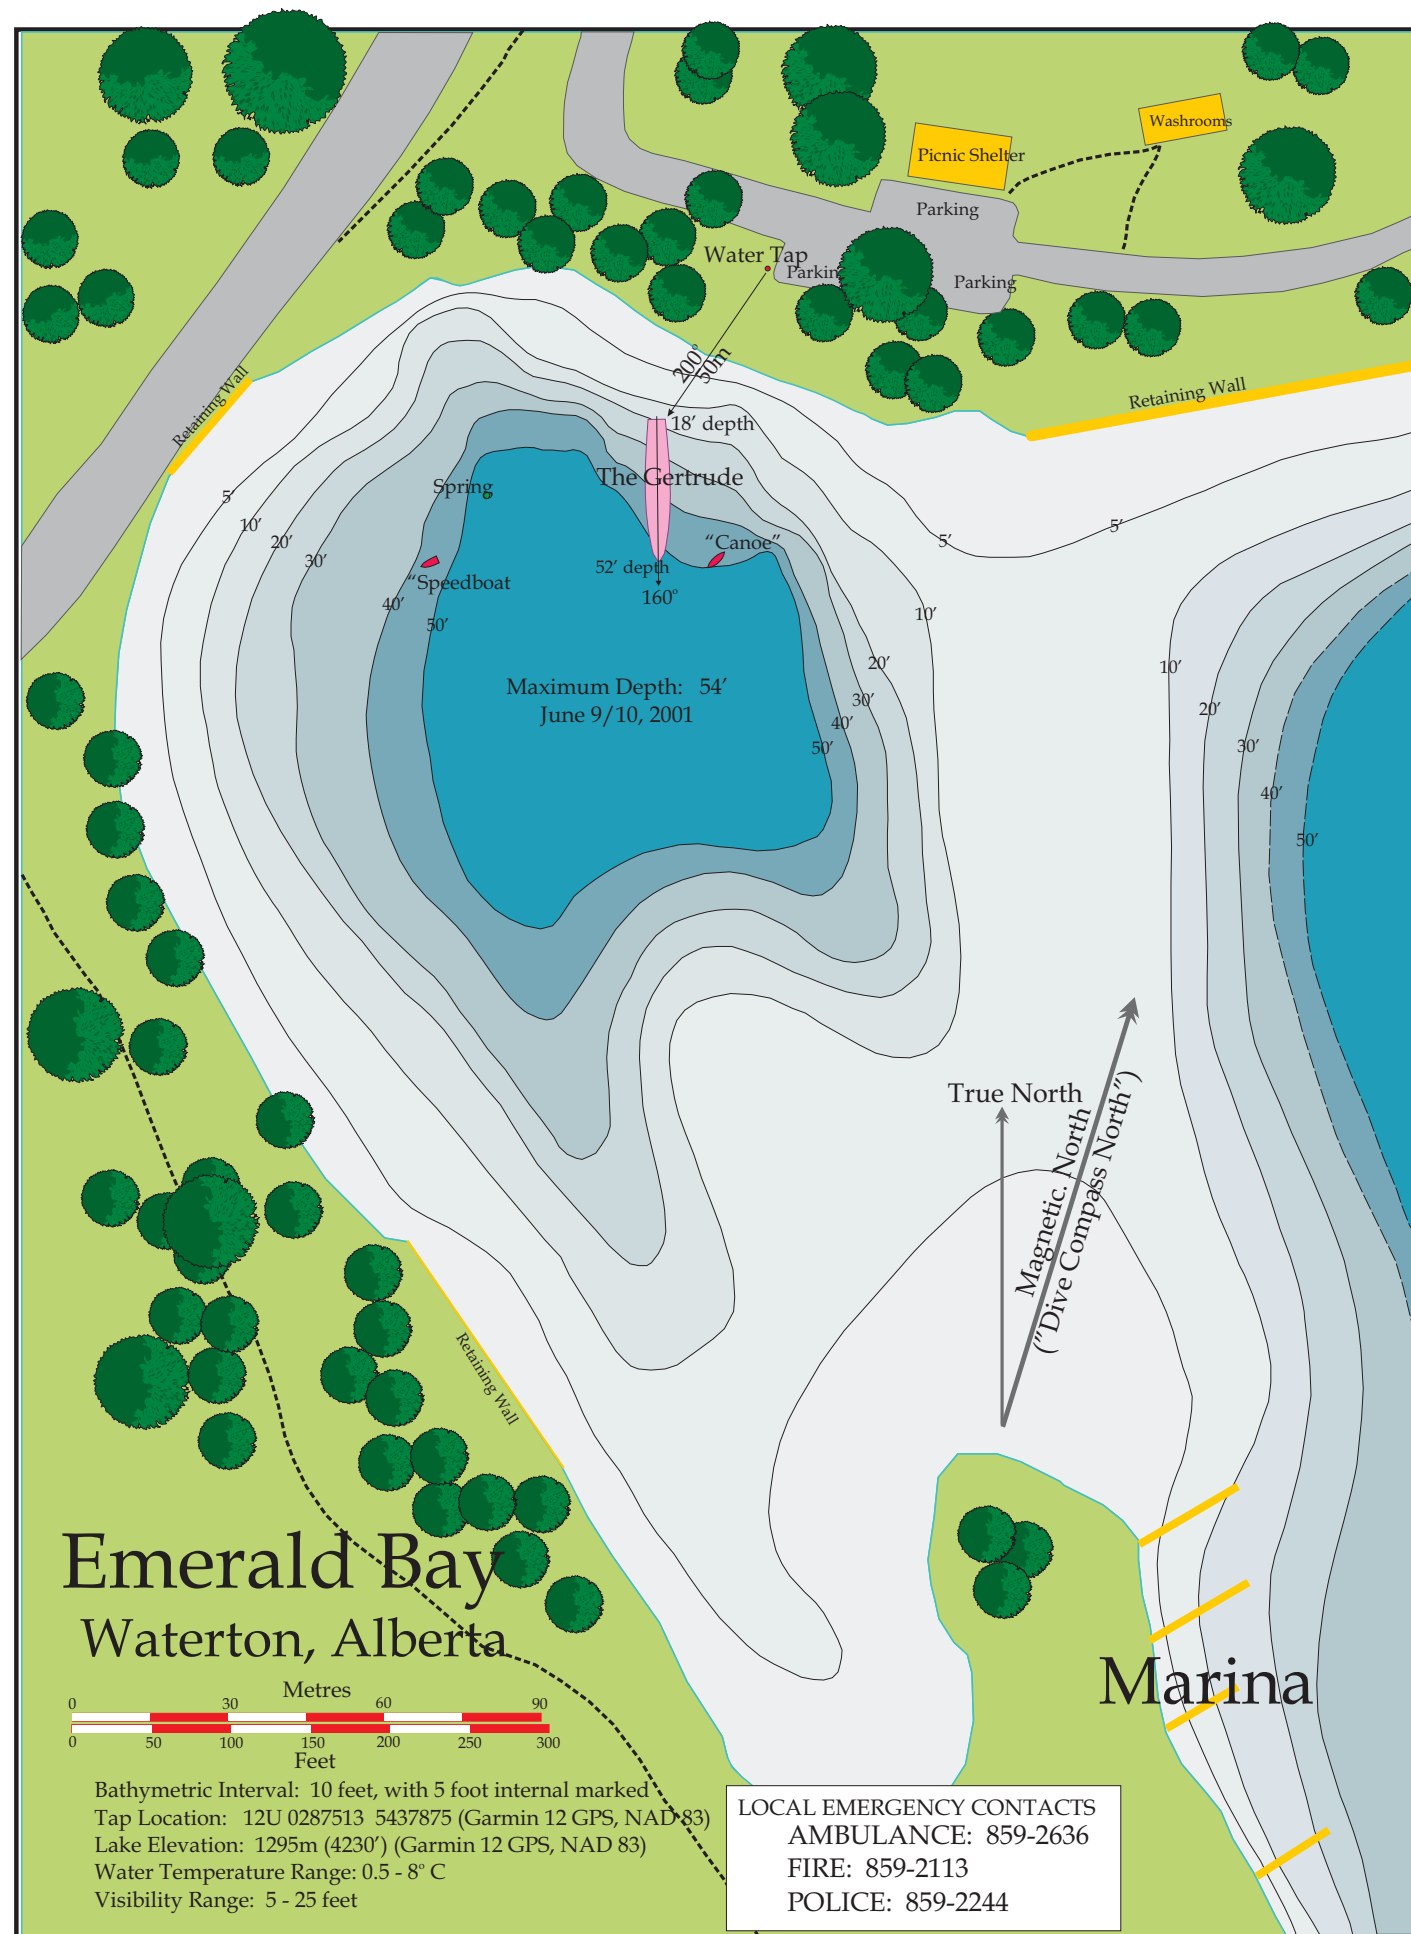 Washrooms
Picnic Shelter
Parking
Water Tap
Parkin
Parking
200°
50m
Retaining Wall
Retaining Wall
18′ depth
The Gertrude
Spring
"Canoe"
52′ depth
160°
"Speedboat
5′
10′
20′
30′
40′
50′
5′
5′
10′
20′
30′
40′
50′
10′
20′
30′
40′
50′
Maximum Depth: 54′
June 9/10, 2001
True North
Magnetic. North
("Dive Compass North")
Retaining Wall
Emerald Bay
Waterton, Alberta
Marina
Metres
0 30 60 90
0 50 100 150 200 250 300
Feet
Bathymetric Interval: 10 feet, with 5 foot internal marked
Tap Location: 12U 0287513 5437875 (Garmin 12 GPS, NAD 83)
Lake Elevation: 1295m (4230′) (Garmin 12 GPS, NAD 83)
Water Temperature Range: 0.5 - 8° C
Visibility Range: 5 - 25 feet
LOCAL EMERGENCY CONTACTS
AMBULANCE: 859-2636
FIRE: 859-2113
POLICE: 859-2244